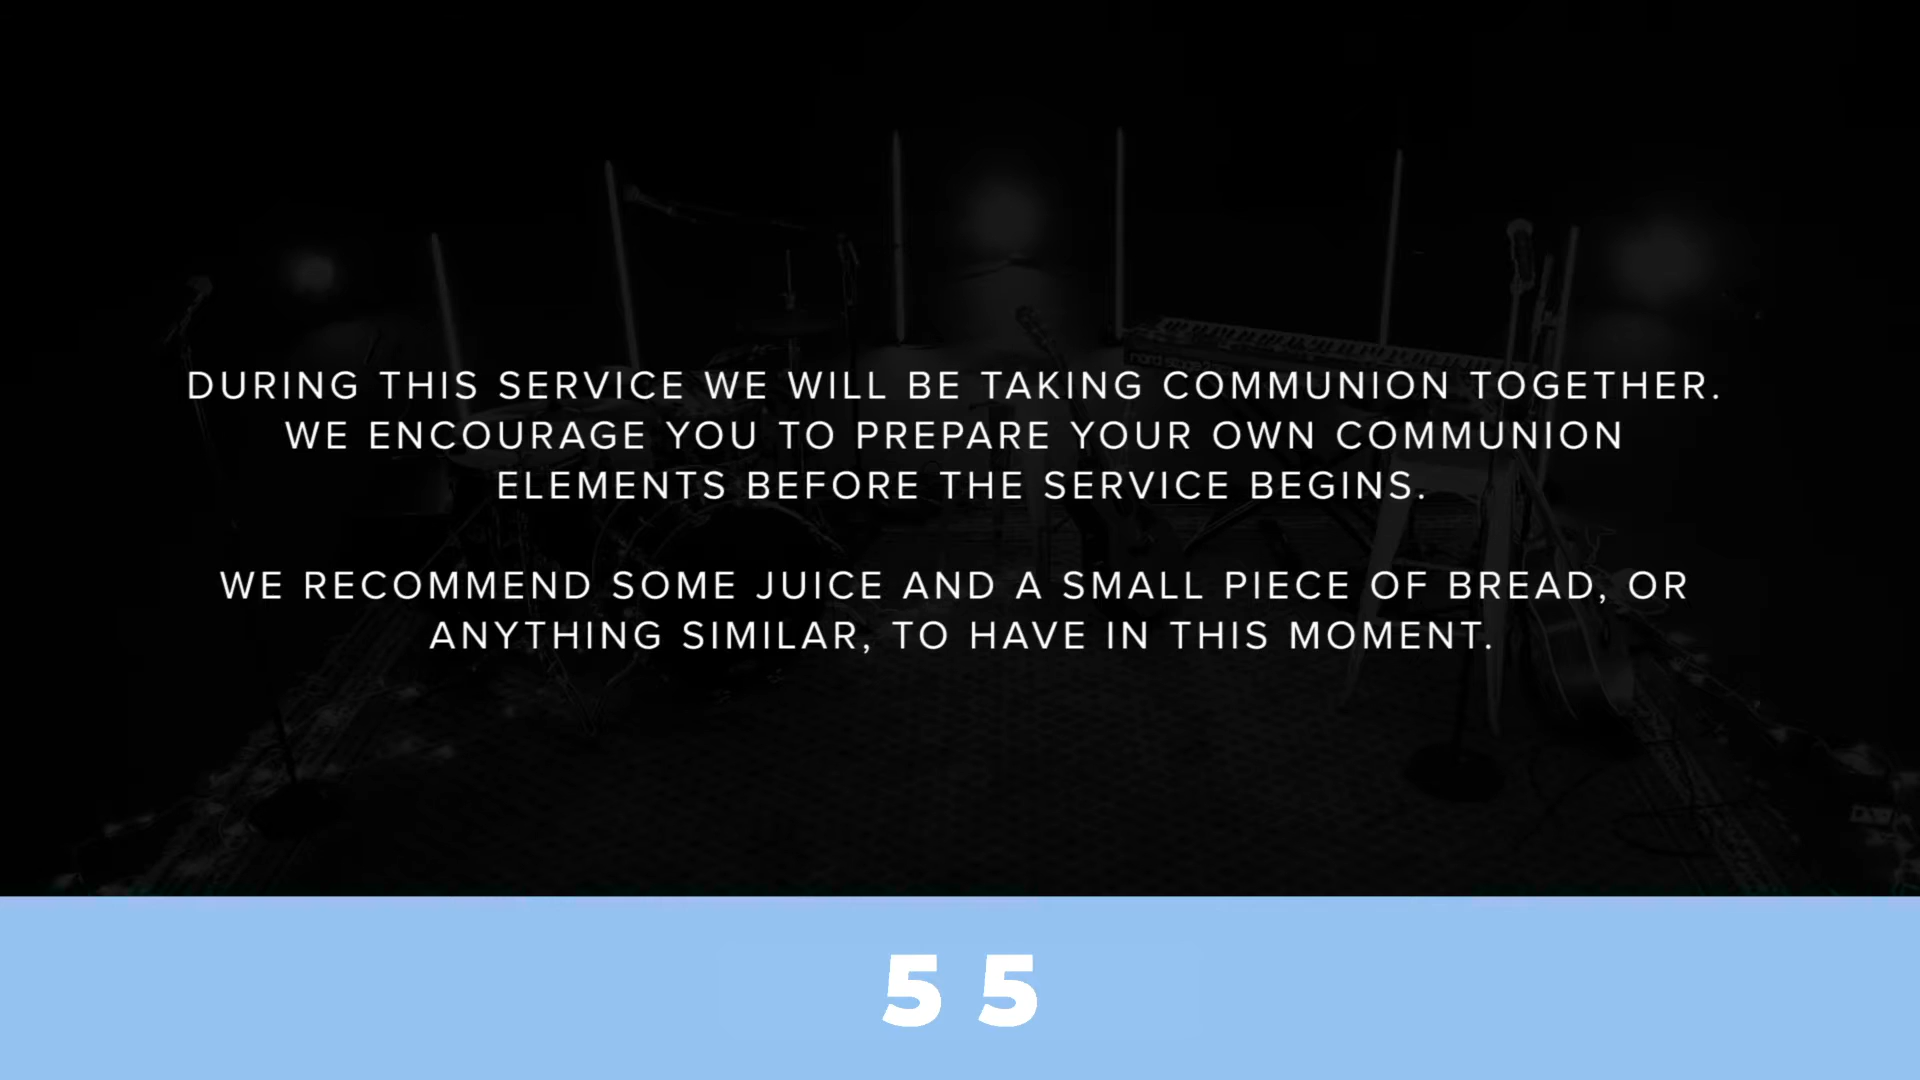 DURING THIS SERVICE WE WILL BE TAKING COMMUNION TOGETHER.
WE ENCOURAGE YOU TO PREPARE YOUR OWN COMMUNION
ELEMENTS BEFORE THE SERVICE BEGINS.
WE RECOMMEND SOME JUICE AND A SMALL PIECE OF BREAD, OR
ANYTHING SIMILAR, TO HAVE IN THIS MOMENT.
55